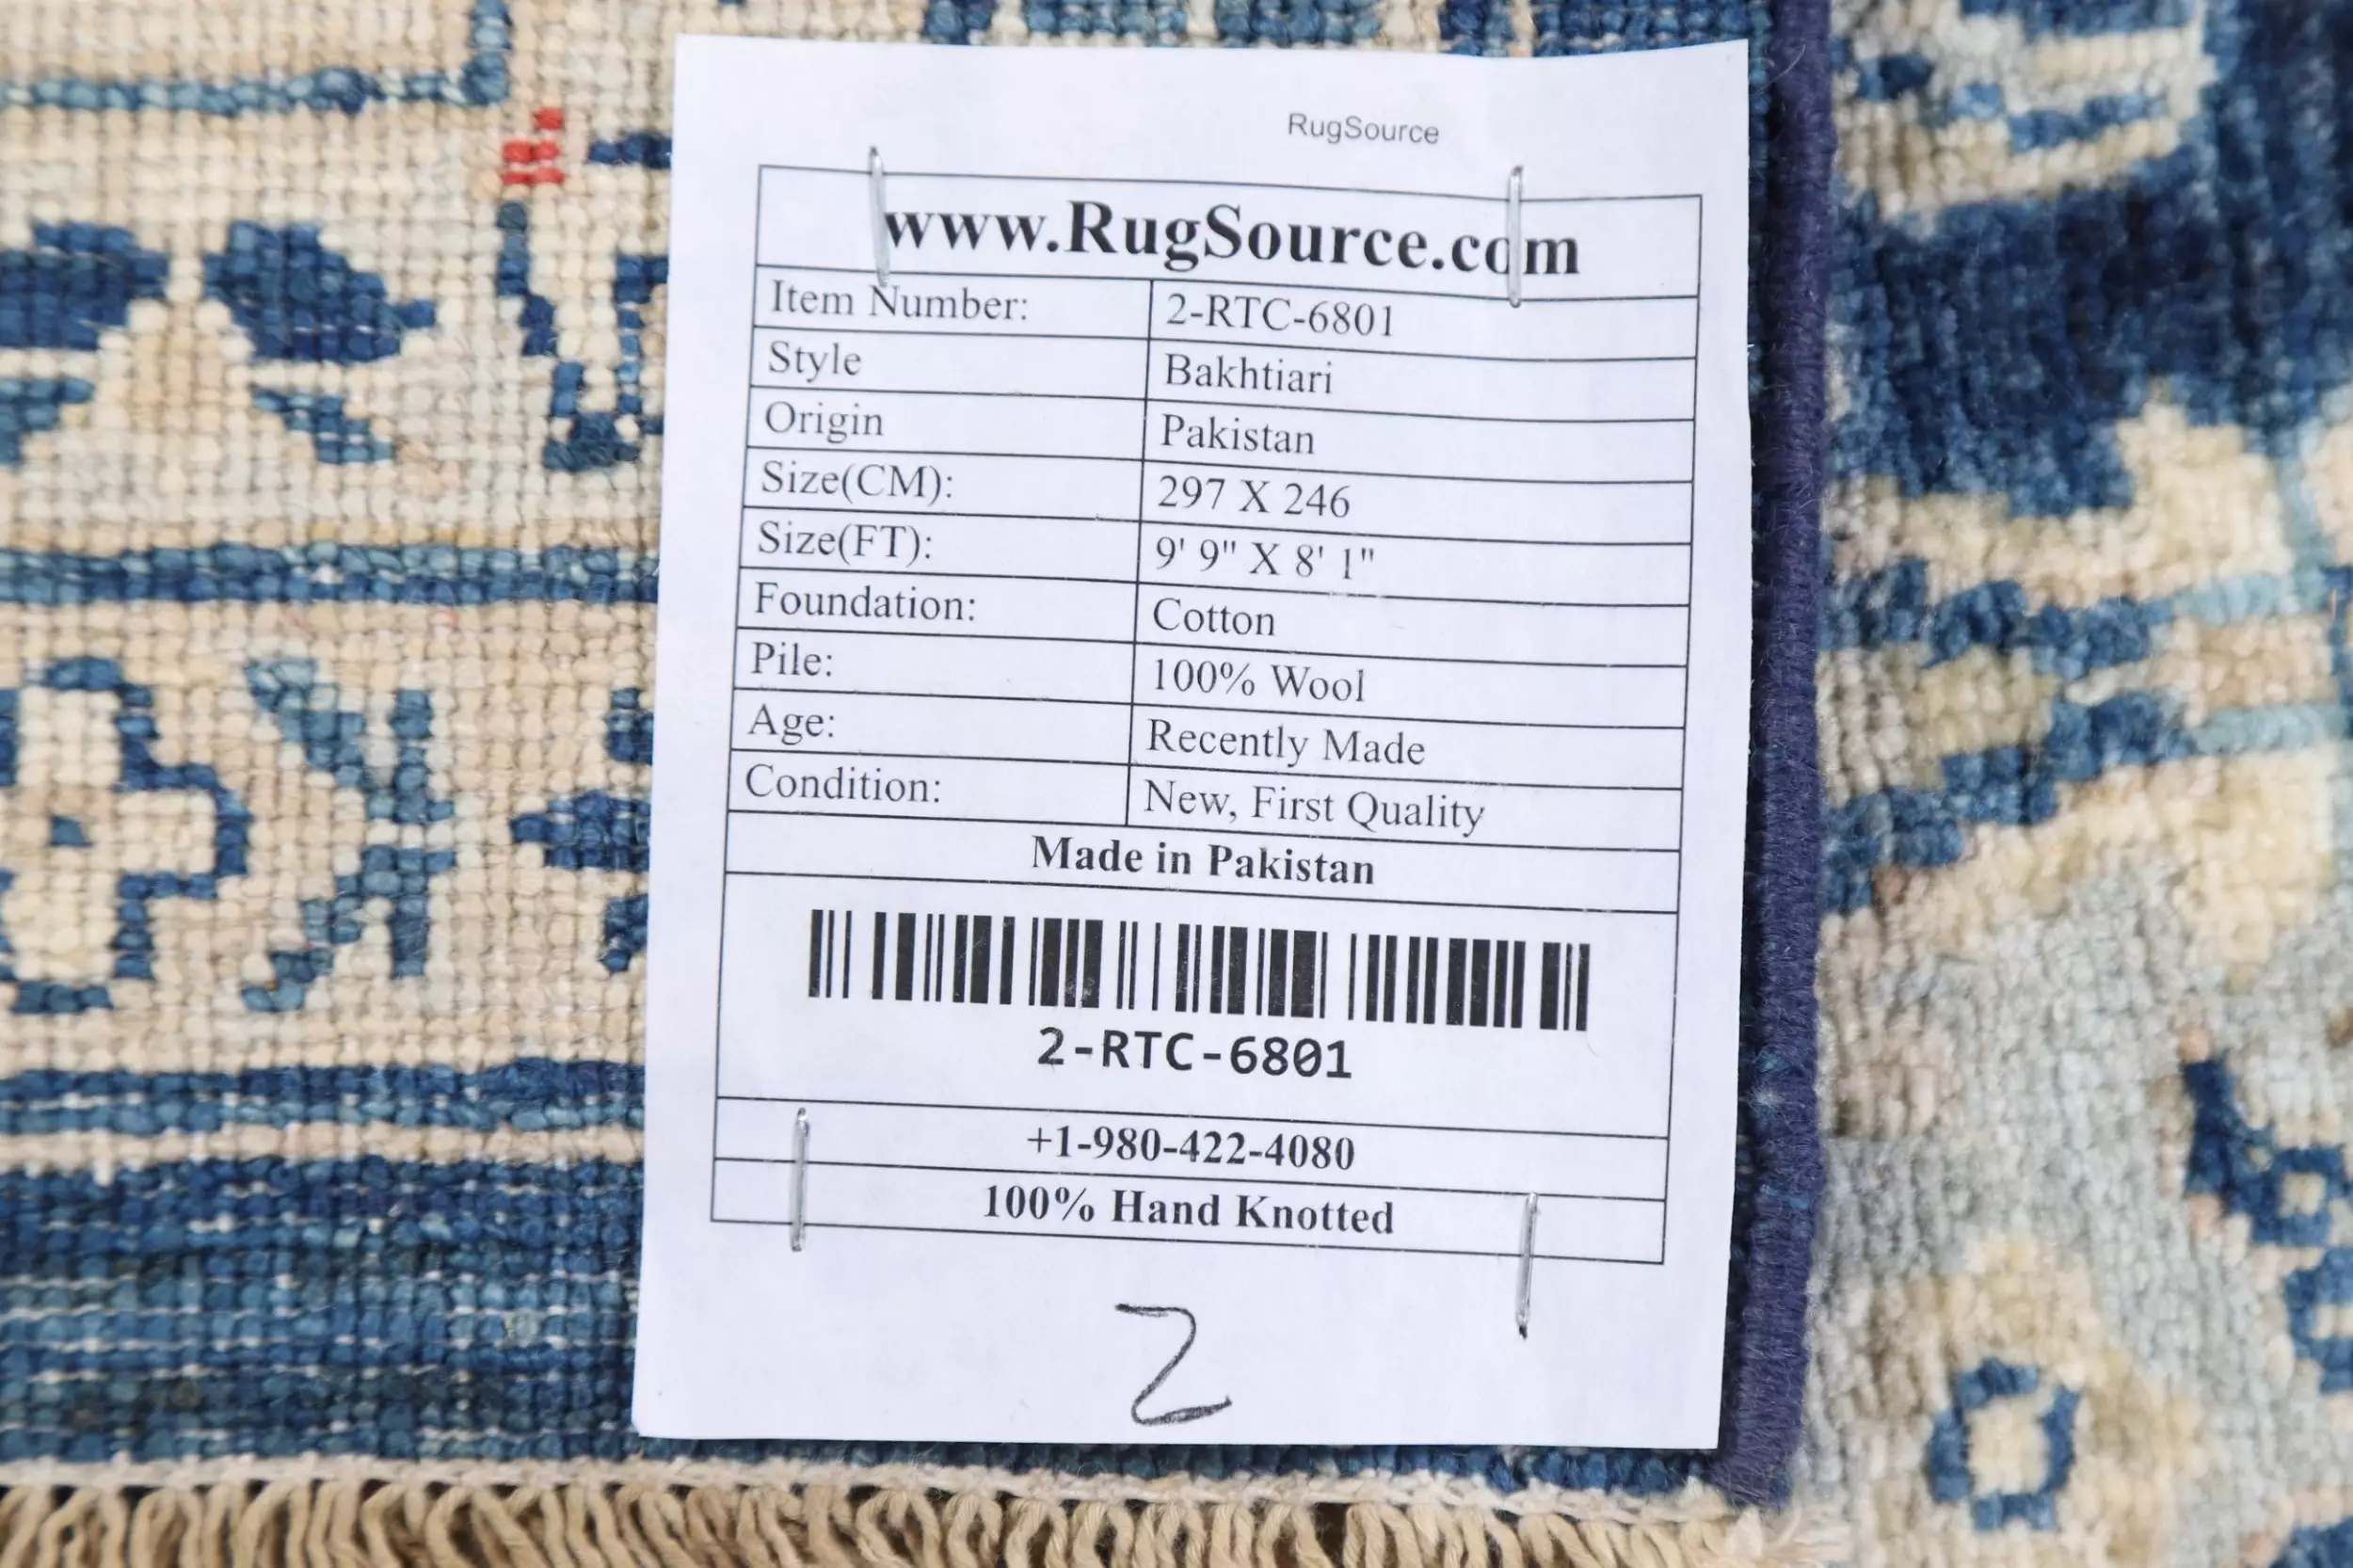 RugSource
www.RugSource.com
Item Number: 2-RTC-6801
Style Bakhtiari
Origin Pakistan
Size(CM): 297 X 246
Size(FT): 9' 9" X 8' 1"
Foundation: Cotton
Pile: 100% Wool
Age: Recently Made
Condition: New, First Quality
Made in Pakistan
2-RTC-6801
+1-980-422-4080
100% Hand Knotted
2